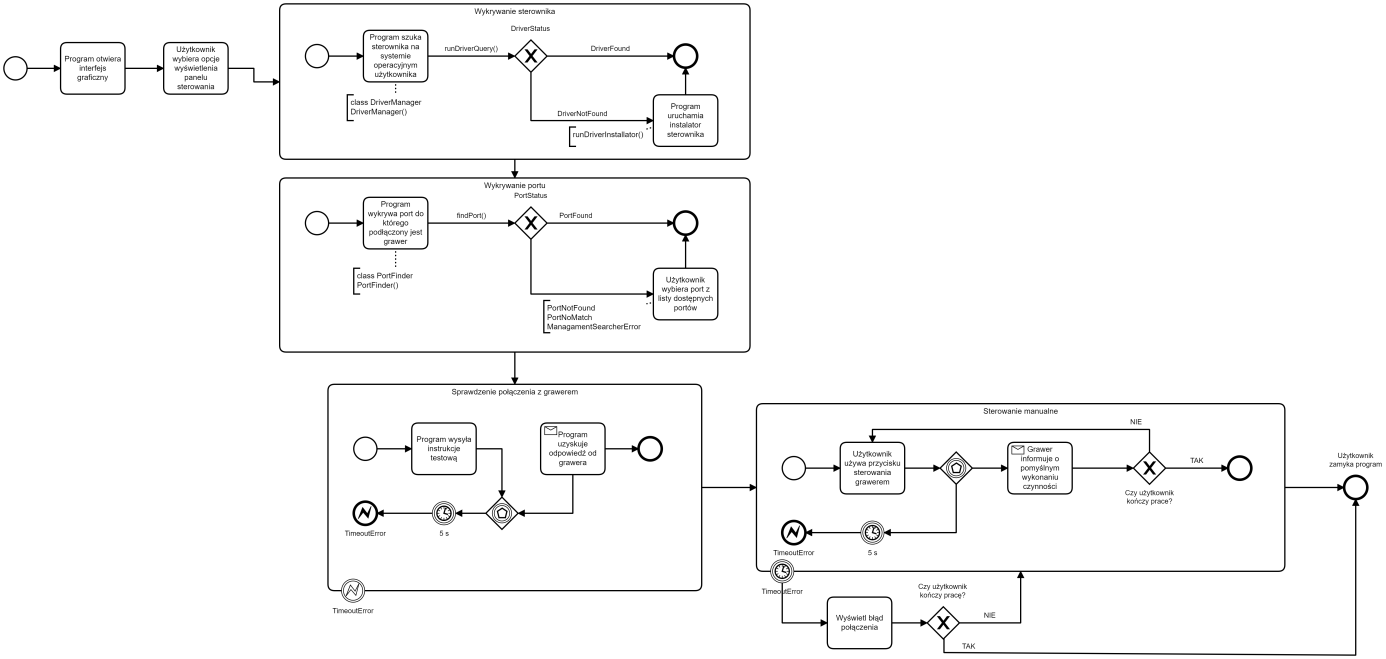 Program otwiera
interfejs
graficzny
Użytkownik
wybiera opcje
wyświetlenia
panelu
sterowania
Wykrywanie sterownika
Program szuka
sterownika na
systemie
operacyjnym
użytkownika
class DriverManager
DriverManager()
runDriverQuery()
DriverStatus
DriverFound
DriverNotFound
runDriverInstallator()
Program
uruchamia
instalator
sterownika
Wykrywanie portu
Program
wykrywa port do
którego
podłączony jest
grawer
class PortFinder
PortFinder()
findPort()
PortStatus
PortFound
PortNotFound
PortNoMatch
ManagamentSearcherError
Użytkownik
wybiera port z
listy dostępnych
portów
Sprawdzenie połączenia z grawerem
Program wysyła
instrukcje
testową
Program
uzyskuje
odpowiedź od
grawera
TimeoutError
5 s
TimeoutError
Sterowanie manualne
Użytkownik
używa przycisku
sterowania
grawerem
Grawer
informuje o
pomyślnym
wykonaniu
czynności
NIE
TAK
Czy użytkownik
kończy prace?
TimeoutError
5 s
TimeoutError
Wyświetl błąd
połączenia
Czy użytkownik
kończy pracę?
NIE
TAK
Użytkownik
zamyka program